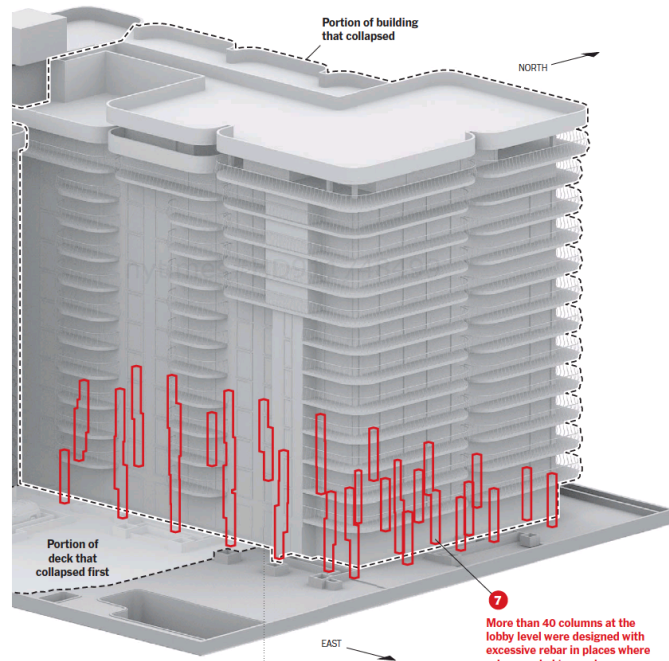 Portion of building
that collapsed
NORTH
Portion of
deck that
collapsed first
7
More than 40 columns at the
lobby level were designed with
excessive rebar in places where
EAST